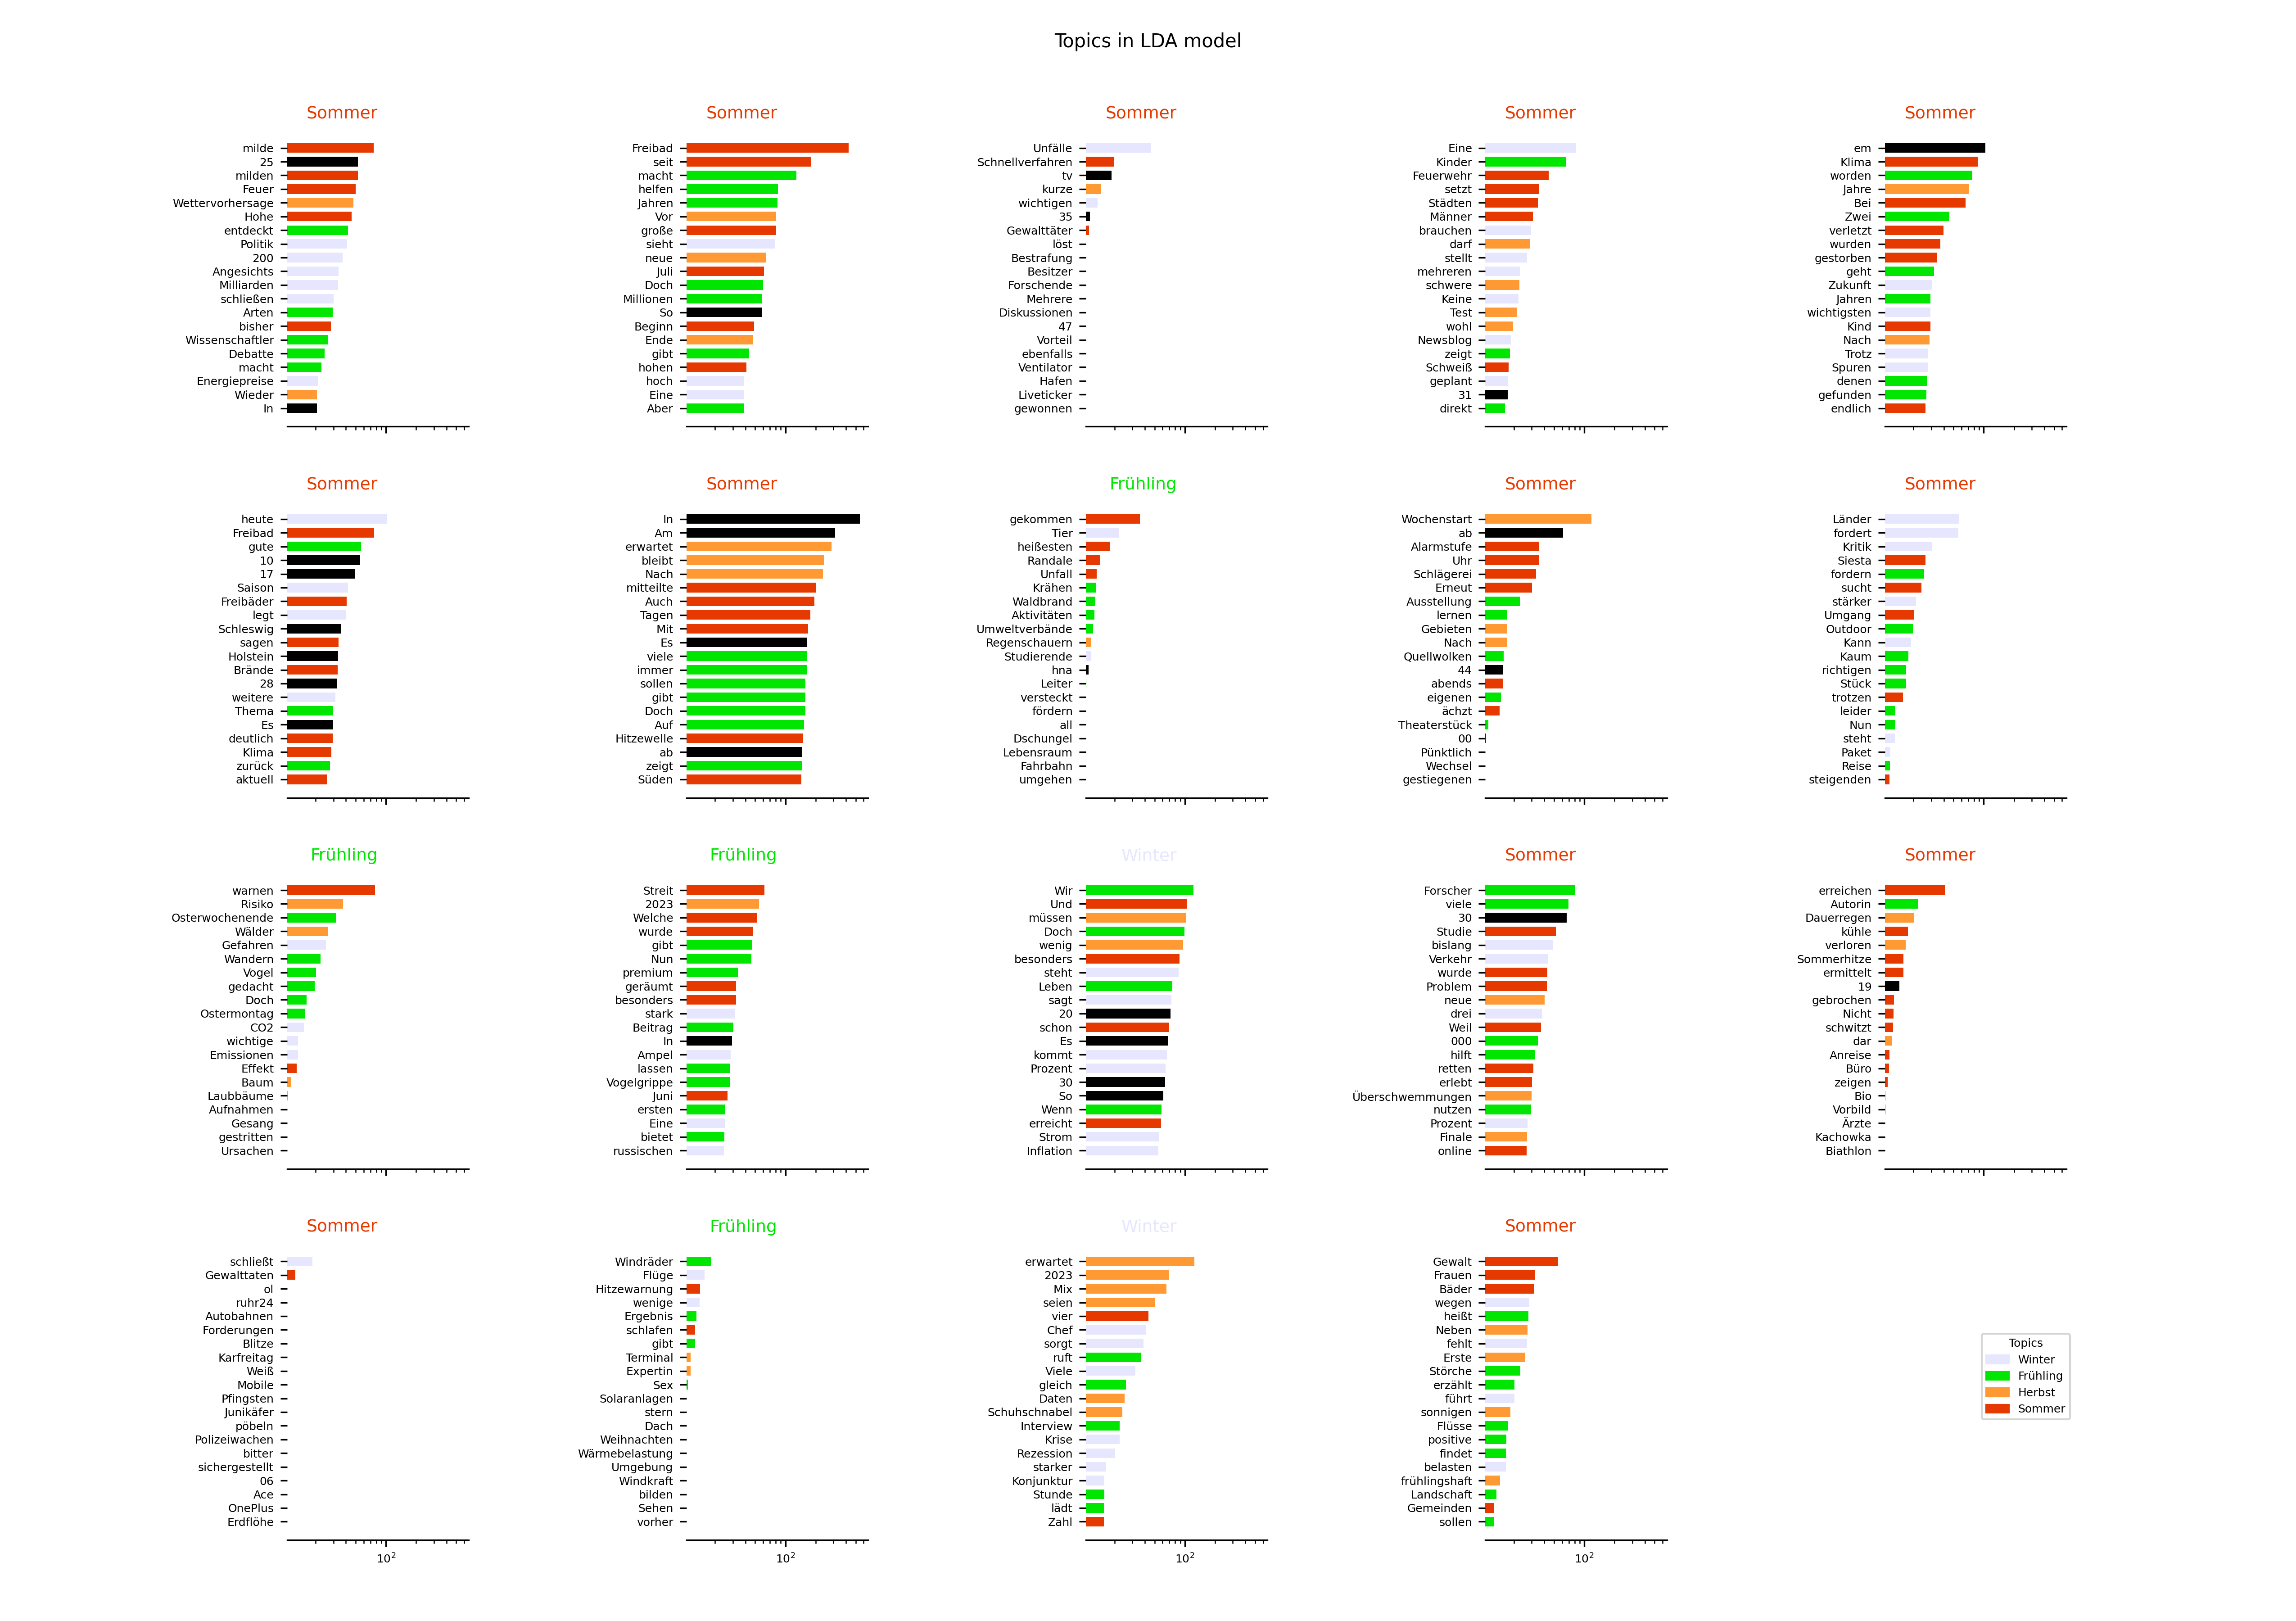 Topics in LDA model
Sommer
milde
25
milden
Feuer
Wettervorhersage
Hohe
entdeckt
Politik
200
Angesichts
Milliarden
schließen
Arten
bisher
Wissenschaftler
Debatte
macht
Energiepreise
Wieder
In
Sommer
Freibad
seit
macht
helfen
Jahren
Vor
große
sieht
neue
Juli
Doch
Millionen
So
Beginn
Ende
gibt
hohen
hoch
Eine
Aber
Sommer
Unfälle
Schnellverfahren
tv
kurze
wichtigen
35
Gewalttäter
löst
Bestrafung
Besitzer
Forschende
Mehrere
Diskussionen
47
Vorteil
ebenfalls
Ventilator
Hafen
Liveticker
gewonnen
Sommer
Eine
Kinder
Feuerwehr
setzt
Städten
Männer
brauchen
darf
stellt
mehreren
schwere
Keine
Test
wohl
Newsblog
zeigt
Schweiß
geplant
31
direkt
Sommer
em
Klima
worden
Jahre
Bei
Zwei
verletzt
wurden
gestorben
geht
Zukunft
Jahren
wichtigsten
Kind
Nach
Trotz
Spuren
denen
gefunden
endlich
Sommer
heute
Freibad
gute
10
17
Saison
Freibäder
legt
Schleswig
sagen
Holstein
Brände
28
weitere
Thema
Es
deutlich
Klima
zurück
aktuell
Sommer
In
Am
erwartet
bleibt
Nach
mitteilte
Auch
Tagen
Mit
Es
viele
immer
sollen
gibt
Doch
Auf
Hitzewelle
ab
zeigt
Süden
Frühling
gekommen
Tier
heißesten
Randale
Unfall
Krähen
Waldbrand
Aktivitäten
Umweltverbände
Regenschauern
Studierende
hna
Leiter
versteckt
fördern
all
Dschungel
Lebensraum
Fahrbahn
umgehen
Sommer
Wochenstart
ab
Alarmstufe
Uhr
Schlägerei
Erneut
Ausstellung
lernen
Gebieten
Nach
Quellwolken
44
abends
eigenen
ächzt
Theaterstück
00
Pünktlich
Wechsel
gestiegenen
Sommer
Länder
fordert
Kritik
Siesta
fordern
sucht
stärker
Umgang
Outdoor
Kann
Kaum
richtigen
Stück
trotzen
leider
Nun
steht
Paket
Reise
steigenden
Frühling
warnen
Risiko
Osterwochenende
Wälder
Gefahren
Wandern
Vogel
gedacht
Doch
Ostermontag
CO2
wichtige
Emissionen
Effekt
Baum
Laubbäume
Aufnahmen
Gesang
gestritten
Ursachen
Frühling
Streit
2023
Welche
wurde
gibt
Nun
premium
geräumt
besonders
stark
Beitrag
In
Ampel
lassen
Vogelgrippe
Juni
ersten
Eine
bietet
russischen
Winter
Wir
Und
müssen
Doch
wenig
besonders
steht
Leben
sagt
20
schon
Es
kommt
Prozent
30
So
Wenn
erreicht
Strom
Inflation
Sommer
Forscher
viele
30
Studie
bislang
Verkehr
wurde
Problem
neue
drei
Weil
000
hilft
retten
erlebt
Überschwemmungen
nutzen
Prozent
Finale
online
Sommer
erreichen
Autorin
Dauerregen
kühle
verloren
Sommerhitze
ermittelt
19
gebrochen
Nicht
schwitzt
dar
Anreise
Büro
zeigen
Bio
Vorbild
Ärzte
Kachowka
Biathlon
Sommer
schließt
Gewalttaten
ol
ruhr24
Autobahnen
Forderungen
Blitze
Karfreitag
Weiß
Mobile
Pfingsten
Junikäfer
pöbeln
Polizeiwachen
bitter
sichergestellt
06
Ace
OnePlus
Erdflöhe
10²
Frühling
Windräder
Flüge
Hitzewarnung
wenige
Ergebnis
schlafen
gibt
Terminal
Expertin
Sex
Solaranlagen
stern
Dach
Weihnachten
Wärmebelastung
Umgebung
Windkraft
bilden
Sehen
vorher
10²
Winter
erwartet
2023
Mix
seien
vier
Chef
sorgt
ruft
Viele
gleich
Daten
Schuhschnabel
Interview
Krise
Rezession
starker
Konjunktur
Stunde
lädt
Zahl
10²
Sommer
Gewalt
Frauen
Bäder
wegen
heißt
Neben
fehlt
Erste
Störche
erzählt
führt
sonnigen
Flüsse
positive
findet
belasten
frühlingshaft
Landschaft
Gemeinden
sollen
10²
Topics
Winter
Frühling
Herbst
Sommer